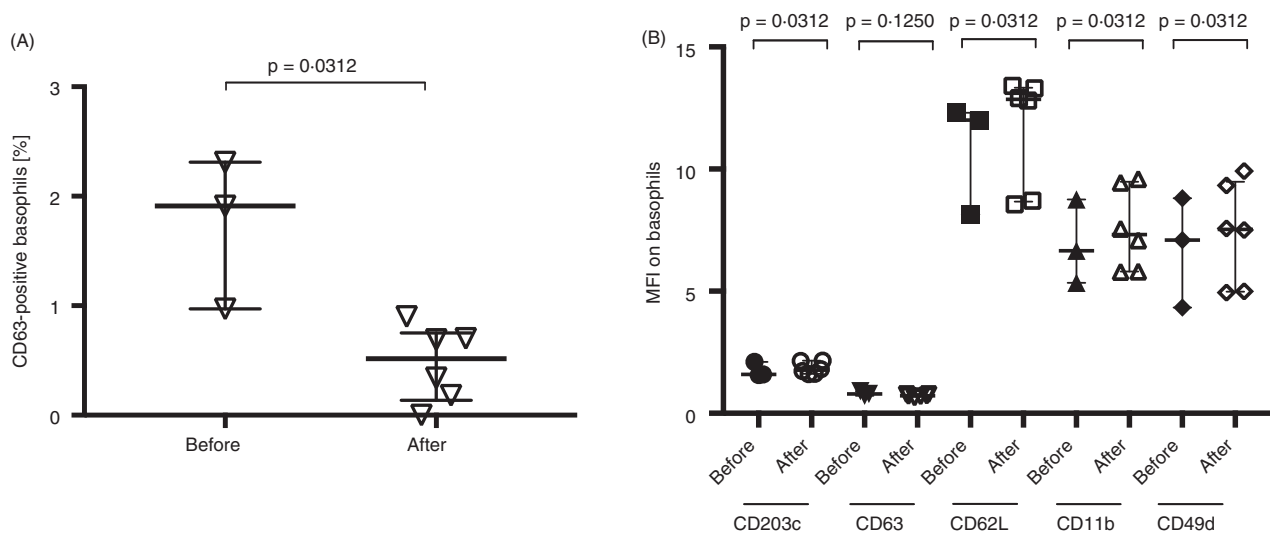 (A)
p = 0·0312
CD63-positive basophils [%]
3
2
1
0
Before
After
(B)
p = 0·0312
p = 0·1250
p = 0·0312
p = 0·0312
p = 0·0312
MFI on basophils
15
10
5
0
Before
After
Before
After
Before
After
Before
After
Before
After
CD203c
CD63
CD62L
CD11b
CD49d